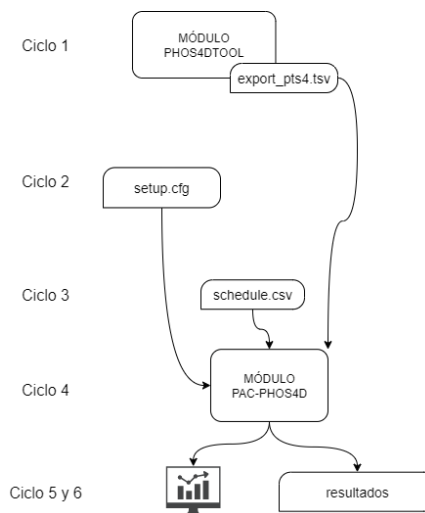 Ciclo 1
MÓDULO
PHOS4DTOOL
export_pts4.tsv
Ciclo 2
setup.cfg
Ciclo 3
schedule.csv
Ciclo 4
MÓDULO
PAC-PHOS4D
Ciclo 5 y 6
resultados